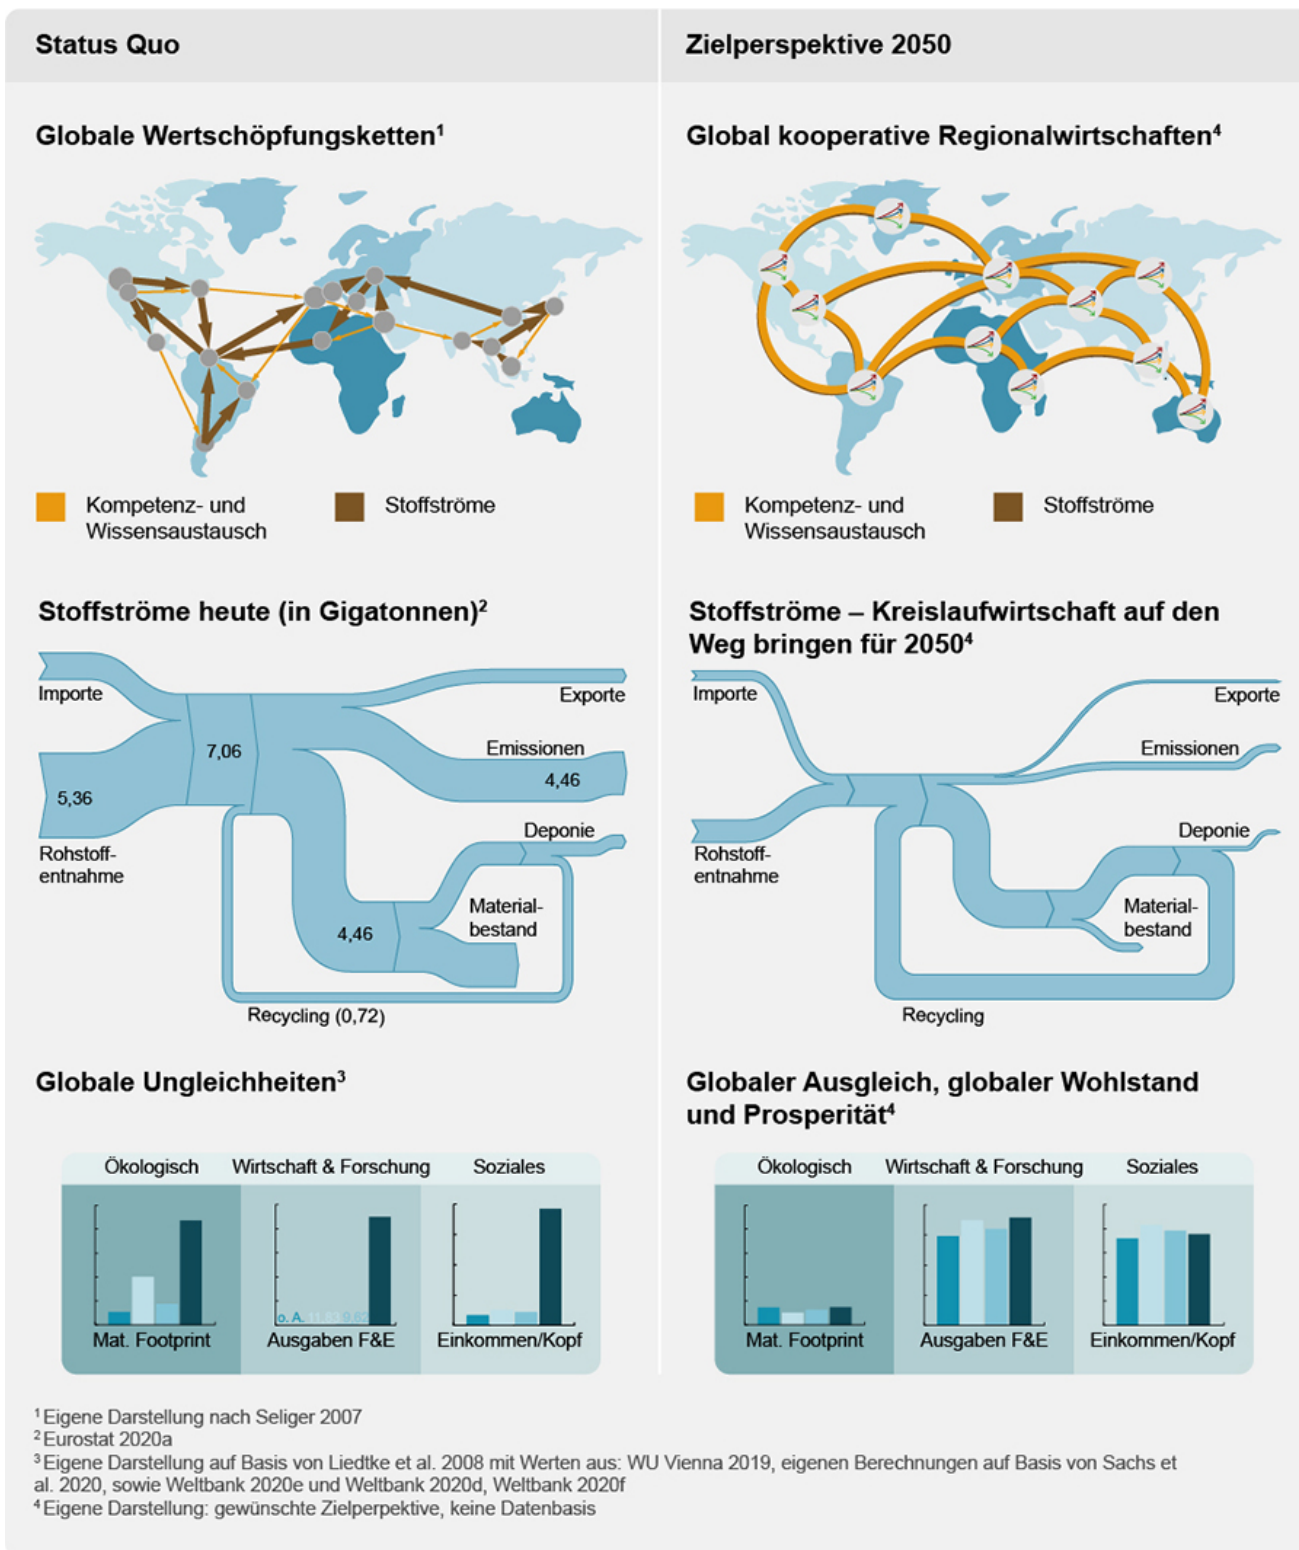 Status Quo
Globale Wertschöpfungsketten¹
Kompetenz- und
Wissensaustausch
Stoffströme
Stoffströme heute (in Gigatonnen)²
Importe
Exporte
7,06
Emissionen
4,46
5,36
Deponie
Rohstoff-
entnahme
Material-
bestand
4,46
Recycling (0,72)
Globale Ungleichheiten³
Ökologisch
Wirtschaft & Forschung
Soziales
o. A.
9,62
Mat. Footprint
Ausgaben F&E
Einkommen/Kopf
Zielperspektive 2050
Global kooperative Regionalwirtschaften⁴
Kompetenz- und
Wissensaustausch
Stoffströme
Stoffströme – Kreislaufwirtschaft auf den
Weg bringen für 2050⁴
Importe
Exporte
Emissionen
Deponie
Rohstoff-
entnahme
Material-
bestand
Recycling
Globaler Ausgleich, globaler Wohlstand
und Prosperität⁴
Ökologisch
Wirtschaft & Forschung
Soziales
Mat. Footprint
Ausgaben F&E
Einkommen/Kopf
¹ Eigene Darstellung nach Seliger 2007
² Eurostat 2020a
³ Eigene Darstellung auf Basis von Liedtke et al. 2008 mit Werten aus: WU Vienna 2019, eigenen Berechnungen auf Basis von Sachs et
al. 2020, sowie Weltbank 2020e und Weltbank 2020d, Weltbank 2020f
⁴ Eigene Darstellung: gewünschte Zielperpektive, keine Datenbasis